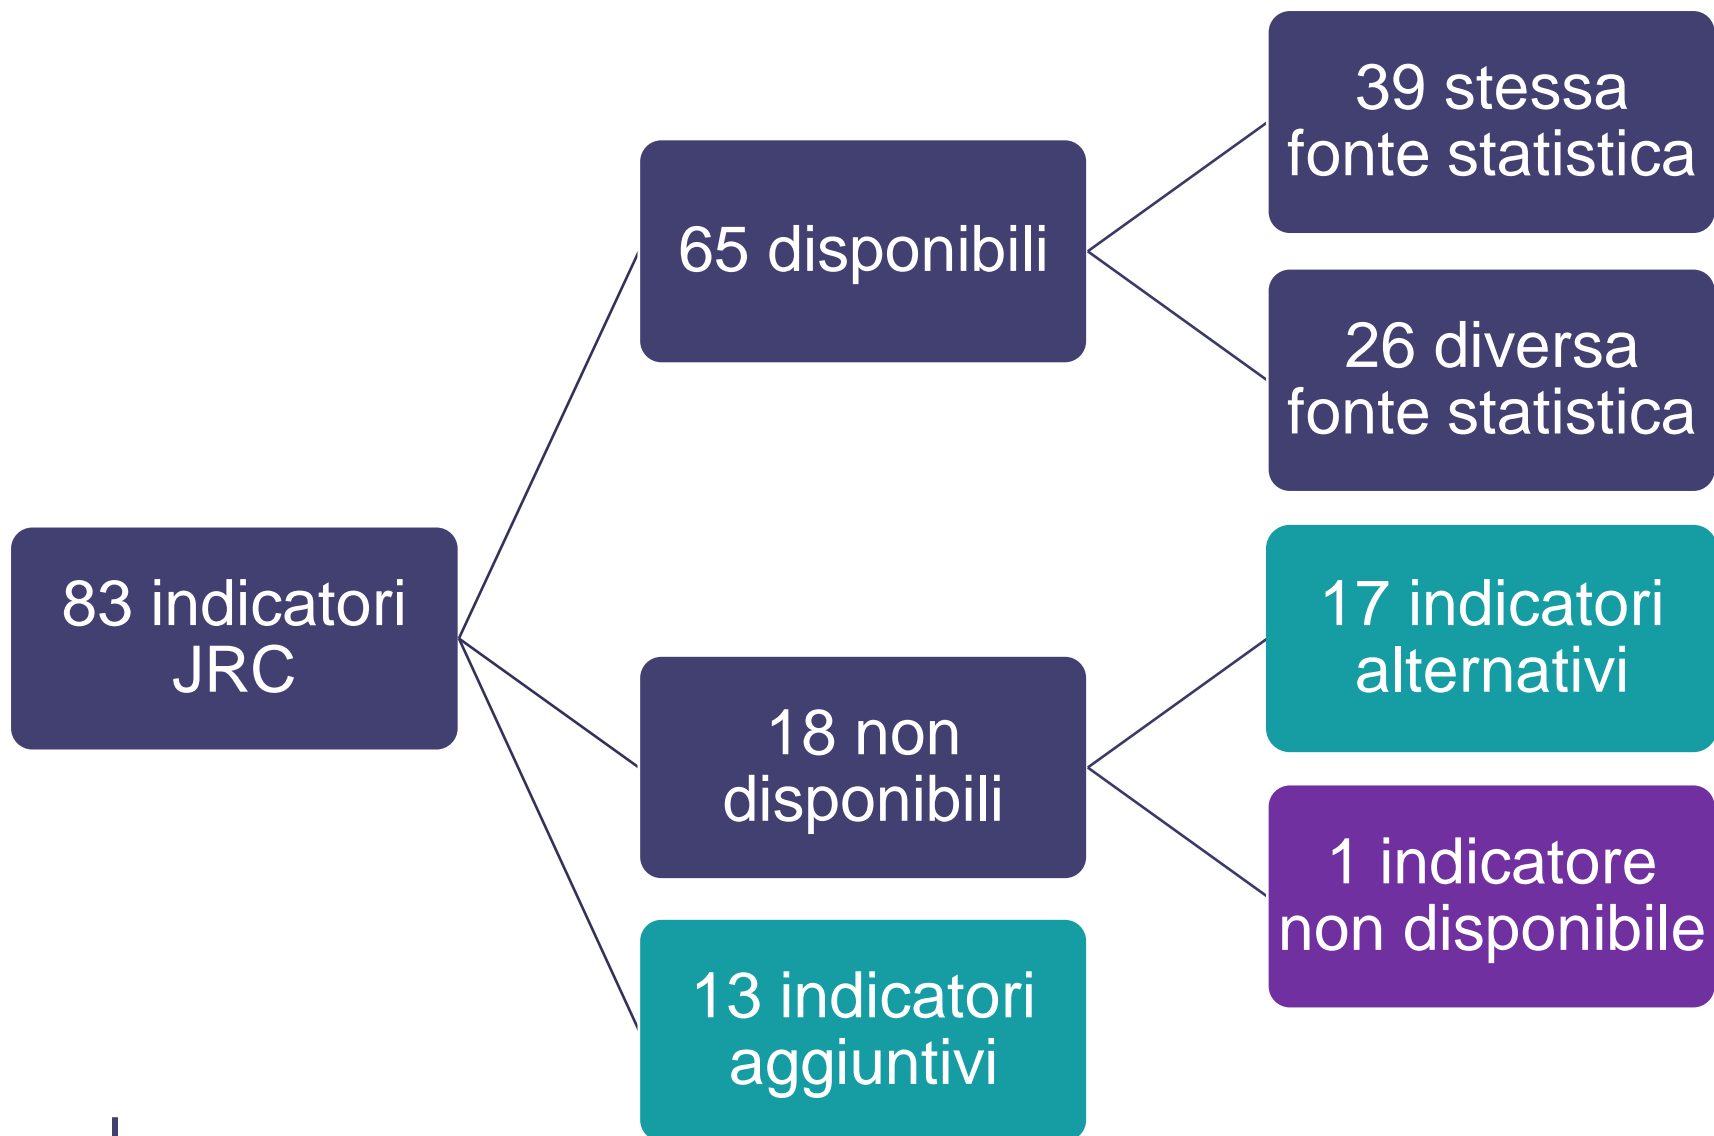 83 indicatori
JRC
65 disponibili
39 stessa
fonte statistica
26 diversa
fonte statistica
18 non
disponibili
17 indicatori
alternativi
1 indicatore
non disponibile
13 indicatori
aggiuntivi